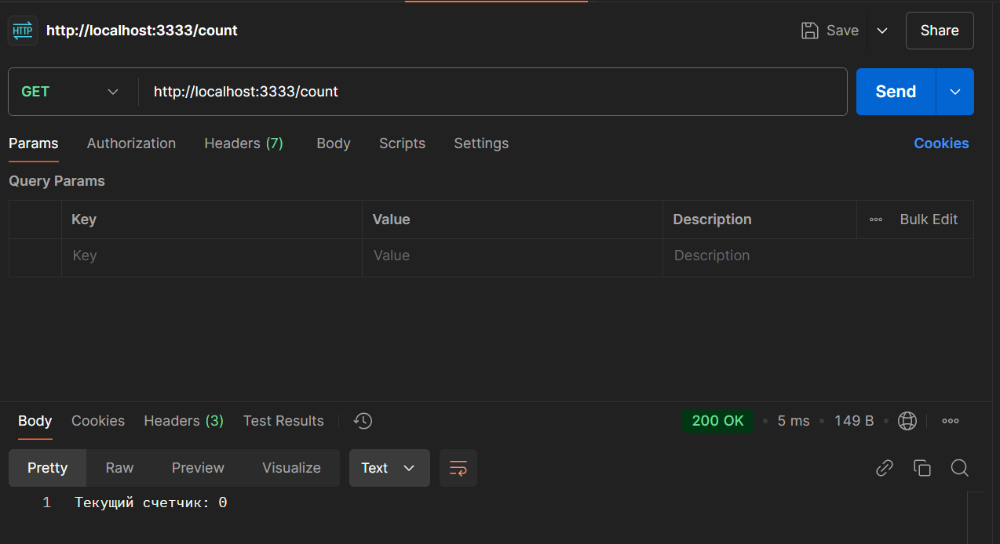 HTTP http://localhost:3333/count Save Share
GET http://localhost:3333/count Send
Params Authorization Headers (7) Body Scripts Settings Cookies
Query Params
Key Value Description Bulk Edit
Key Value Description
Body Cookies Headers (3) Test Results 200 OK 5 ms 149 B
Pretty Raw Preview Visualize Text
1 Текущий счетчик: 0